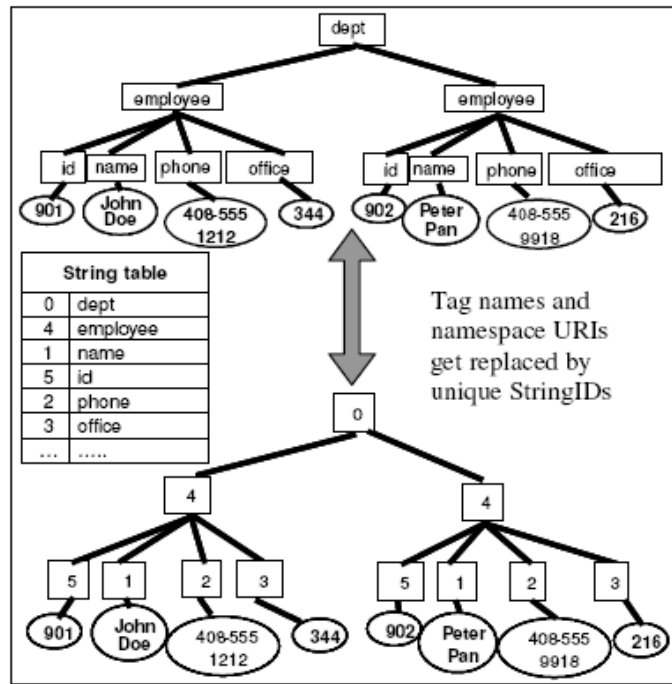 dept
employee employee
id name phone office id name phone office
901 John Doe 408-555 1212 344 902 Peter Pan 408-555 9918 216
String table
0 dept
4 employee
1 name
5 id
2 phone
3 office
... .....
Tag names and
namespace URIs
get replaced by
unique StringIDs
0
4 4
5 1 2 3 5 1 2 3
901 John Doe 408-555 1212 344 902 Peter Pan 408-555 9918 216